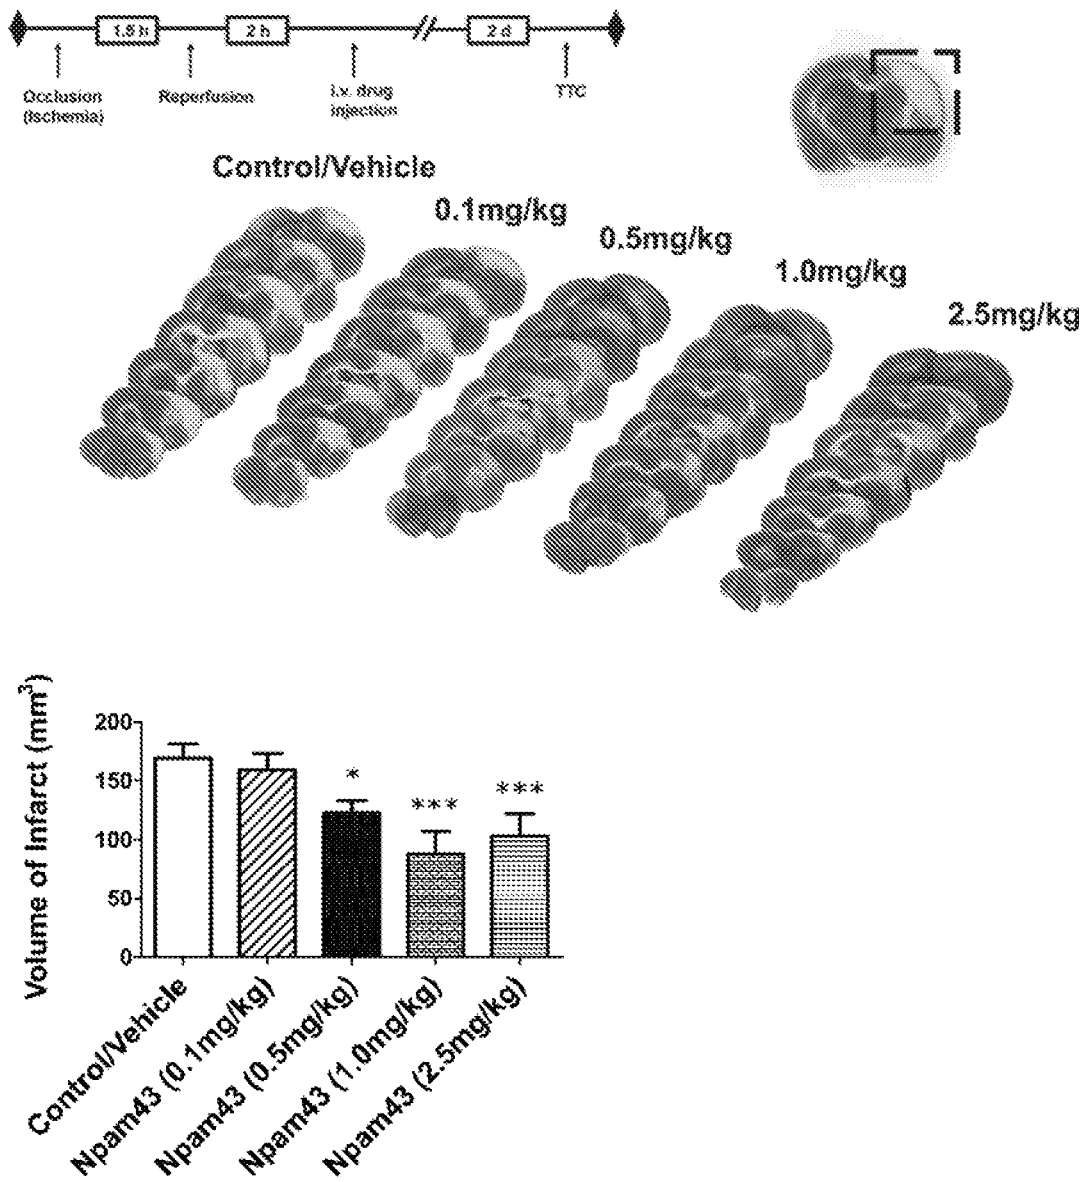 1.5 h
2 h
2 d
Occlusion
(Ischemia)
Reperfusion
i.v. drug
injection
TTC
Control/Vehicle
0.1mg/kg
0.5mg/kg
1.0mg/kg
2.5mg/kg
Volume of Infarct (mm³)
200
150
100
50
0
*
***
***
Control/Vehicle
Npam43 (0.1mg/kg)
Npam43 (0.5mg/kg)
Npam43 (1.0mg/kg)
Npam43 (2.5mg/kg)